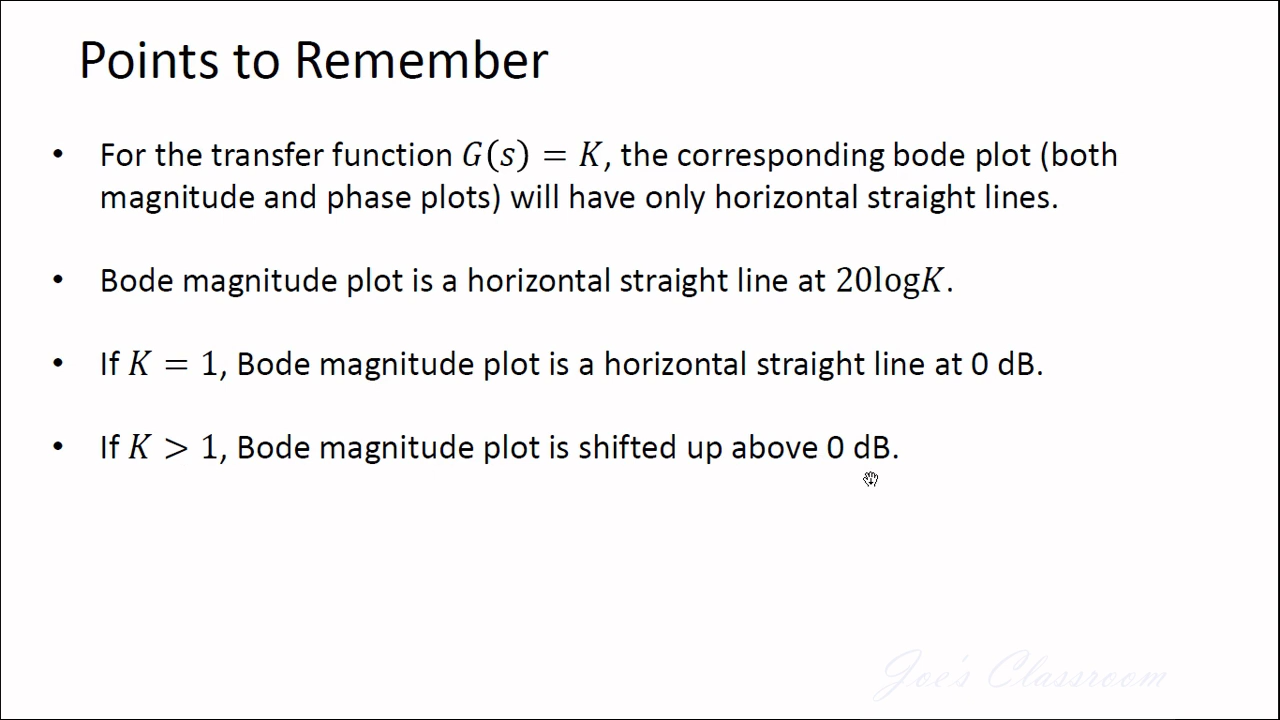 Points to Remember
• For the transfer function G(s) = K, the corresponding bode plot (both
magnitude and phase plots) will have only horizontal straight lines.
• Bode magnitude plot is a horizontal straight line at 20logK.
• If K = 1, Bode magnitude plot is a horizontal straight line at 0 dB.
• If K > 1, Bode magnitude plot is shifted up above 0 dB.
Joe's Classroom